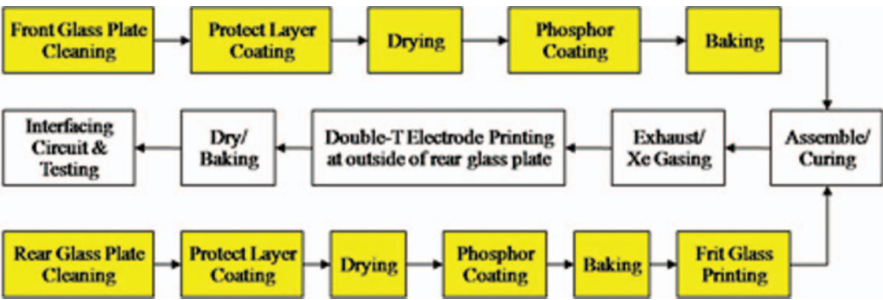 Front Glass Plate
Cleaning
Protect Layer
Coating
Drying
Phosphor
Coating
Baking
Interfacing
Circuit &
Testing
Dry/
Baking
Double-T Electrode Printing
at outside of rear glass plate
Exhaust/
Xe Gasing
Assemble/
Curing
Rear Glass Plate
Cleaning
Protect Layer
Coating
Drying
Phosphor
Coating
Baking
Frit Glass
Printing